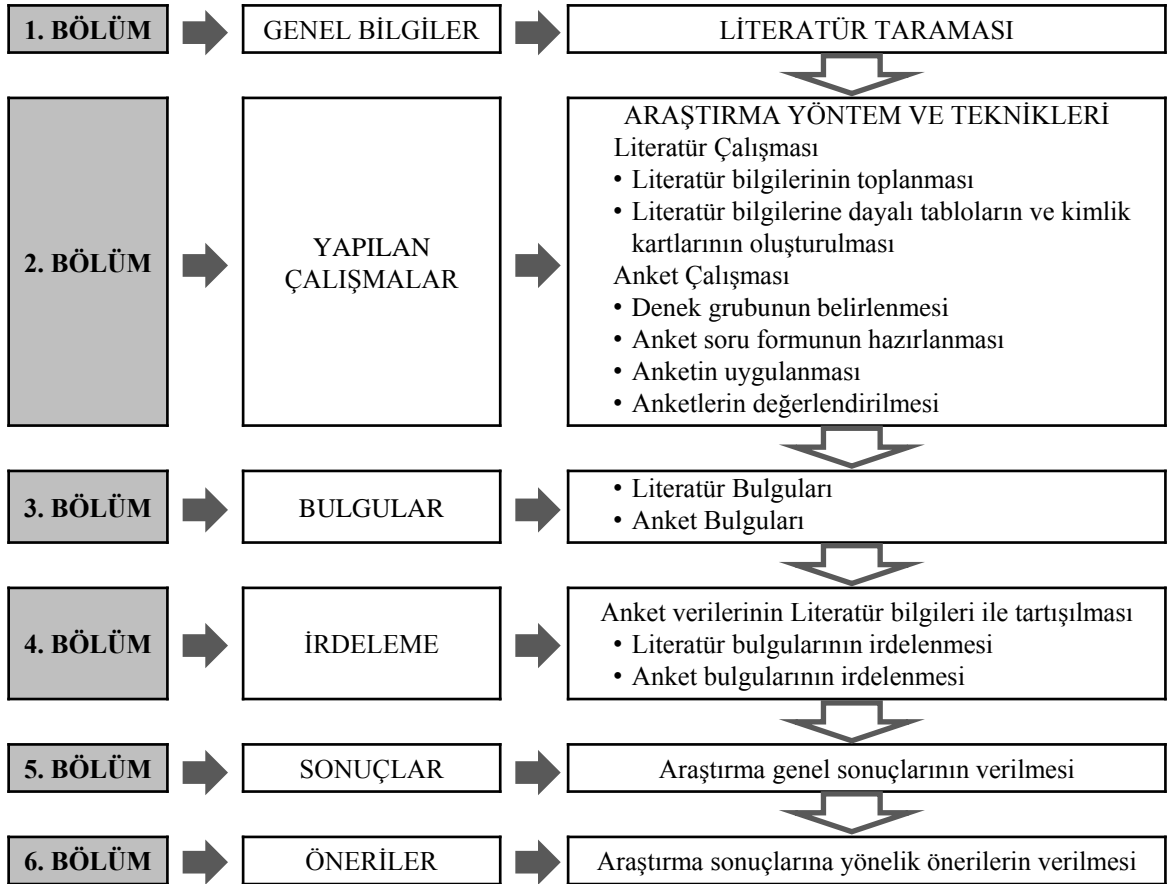 1. BÖLÜM
GENEL BİLGİLER
LİTERATÜR TARAMASI
2. BÖLÜM
YAPILAN
ÇALIŞMALAR
ARAŞTIRMA YÖNTEM VE TEKNİKLERİ
Literatür Çalışması
• Literatür bilgilerinin toplanması
• Literatür bilgilerine dayalı tabloların ve kimlik
kartlarının oluşturulması
Anket Çalışması
• Denek grubunun belirlenmesi
• Anket soru formunun hazırlanması
• Anketin uygulanması
• Anketlerin değerlendirilmesi
3. BÖLÜM
BULGULAR
• Literatür Bulguları
• Anket Bulguları
4. BÖLÜM
İRDELEME
Anket verilerinin Literatür bilgileri ile tartışılması
• Literatür bulgularının irdelenmesi
• Anket bulgularının irdelenmesi
5. BÖLÜM
SONUÇLAR
Araştırma genel sonuçlarının verilmesi
6. BÖLÜM
ÖNERİLER
Araştırma sonuçlarına yönelik önerilerin verilmesi